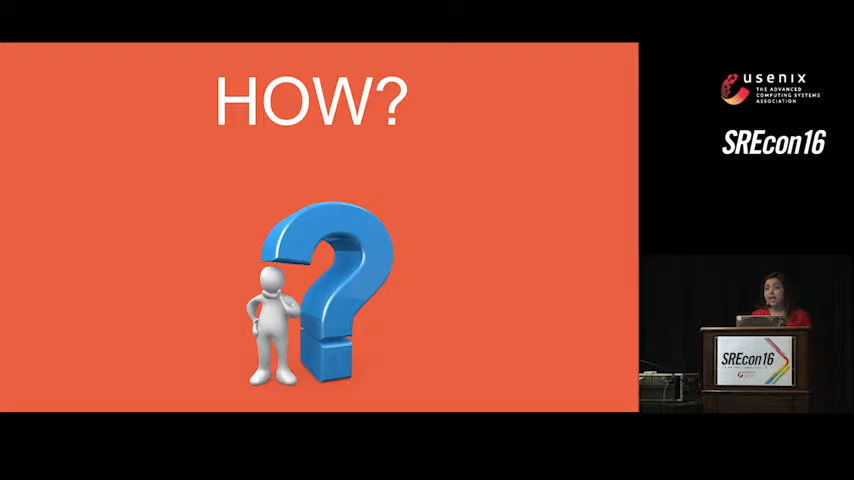 HOW?
usenix
THE ADVANCED
COMPUTING SYSTEMS
ASSOCIATION
SREcon16
SREcon16